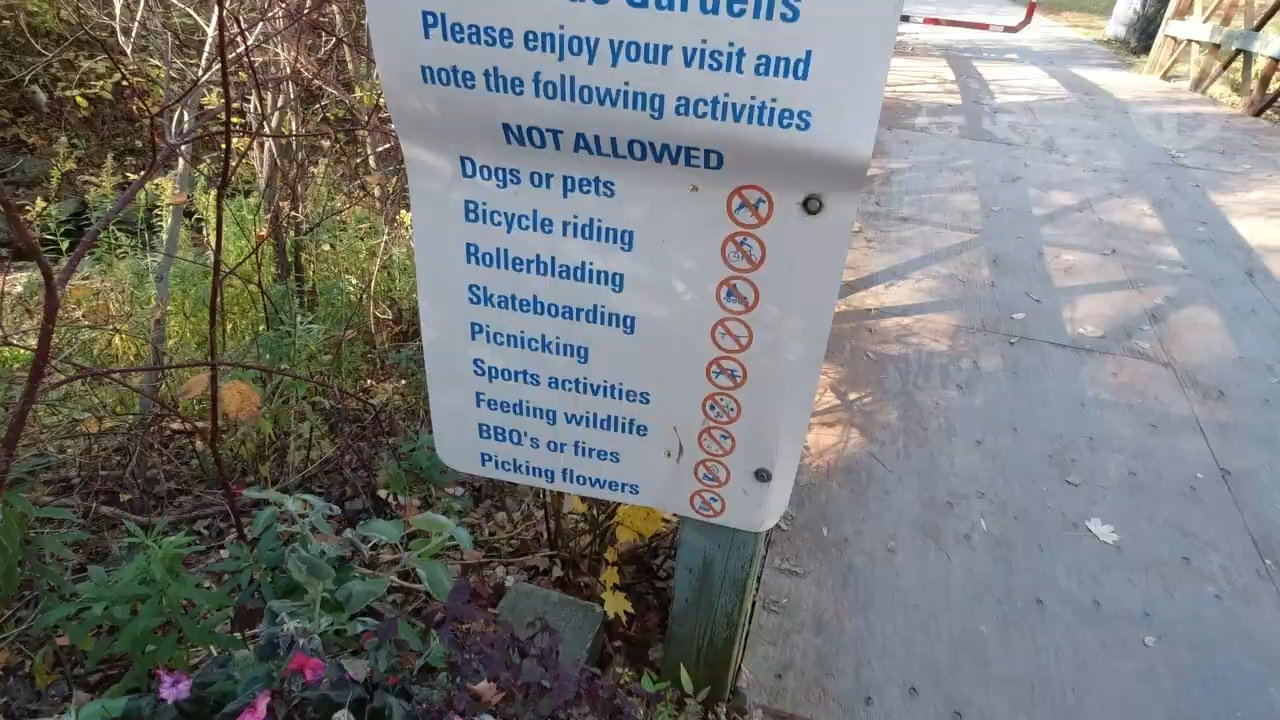 Gardens
Please enjoy your visit and
note the following activities
NOT ALLOWED
Dogs or pets
Bicycle riding
Rollerblading
Skateboarding
Picnicking
Sports activities
Feeding wildlife
BBQ's or fires
Picking flowers